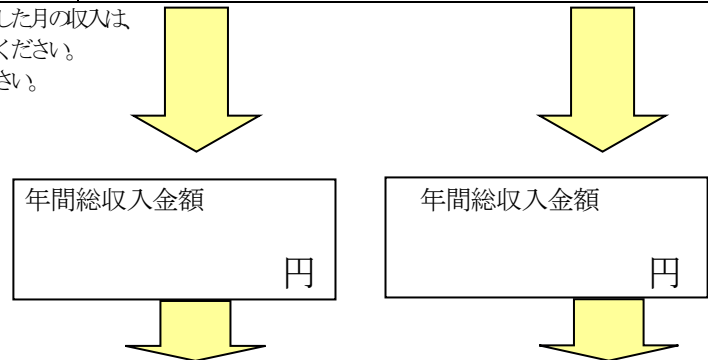 した月の収入は、
ください。
さい。
年間総収入金額
円
年間総収入金額
円